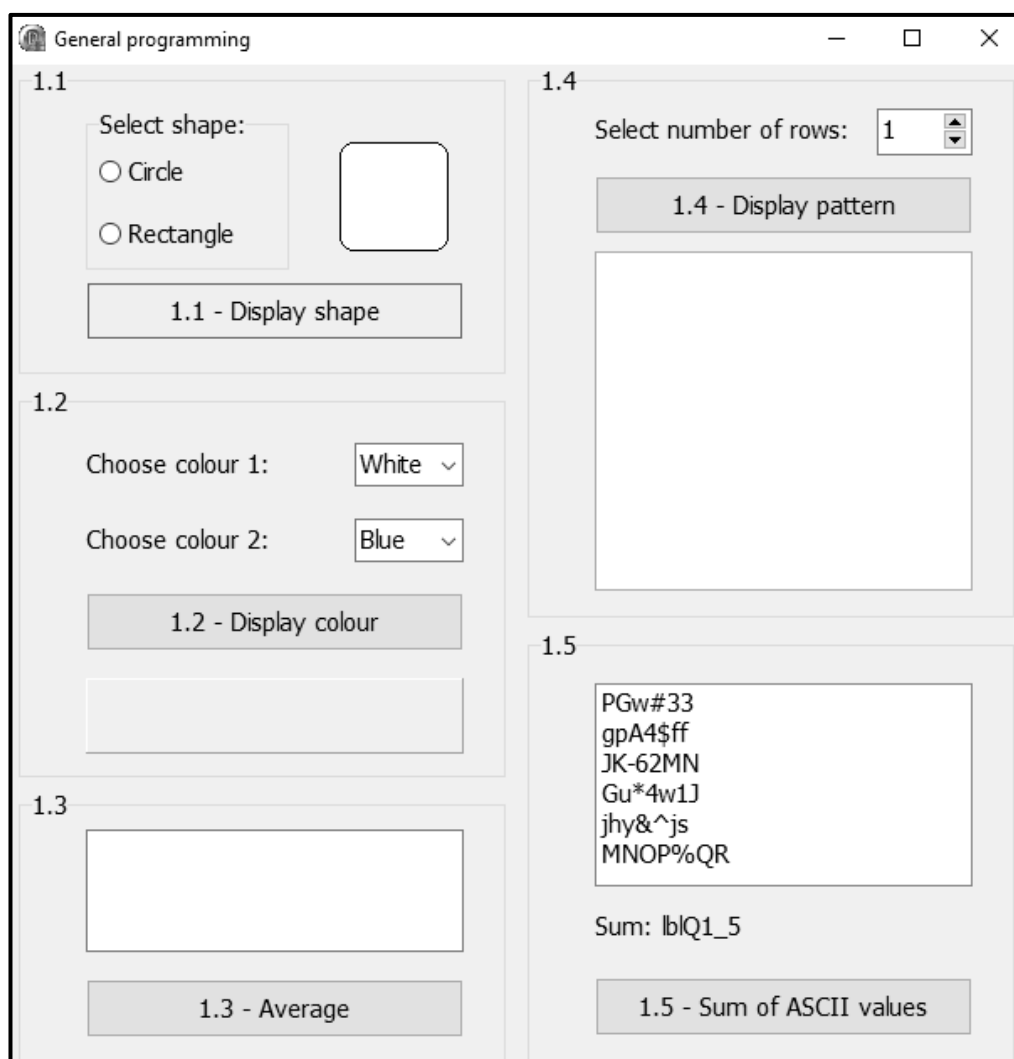 General programming
1.1
Select shape:
Circle
Rectangle
1.1 - Display shape
1.2
Choose colour 1: White
Choose colour 2: Blue
1.2 - Display colour
1.3
1.3 - Average
1.4
Select number of rows: 1
1.4 - Display pattern
1.5
PGw#33
gpA4$ff
JK-62MN
Gu*4w1J
jhy&^js
MNOP%QR
Sum: lblQ1_5
1.5 - Sum of ASCII values